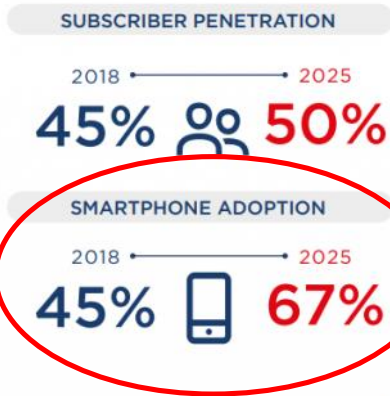 SUBSCRIBER PENETRATION
2018 2025
45% 50%
SMARTPHONE ADOPTION
2018 2025
45% 67%